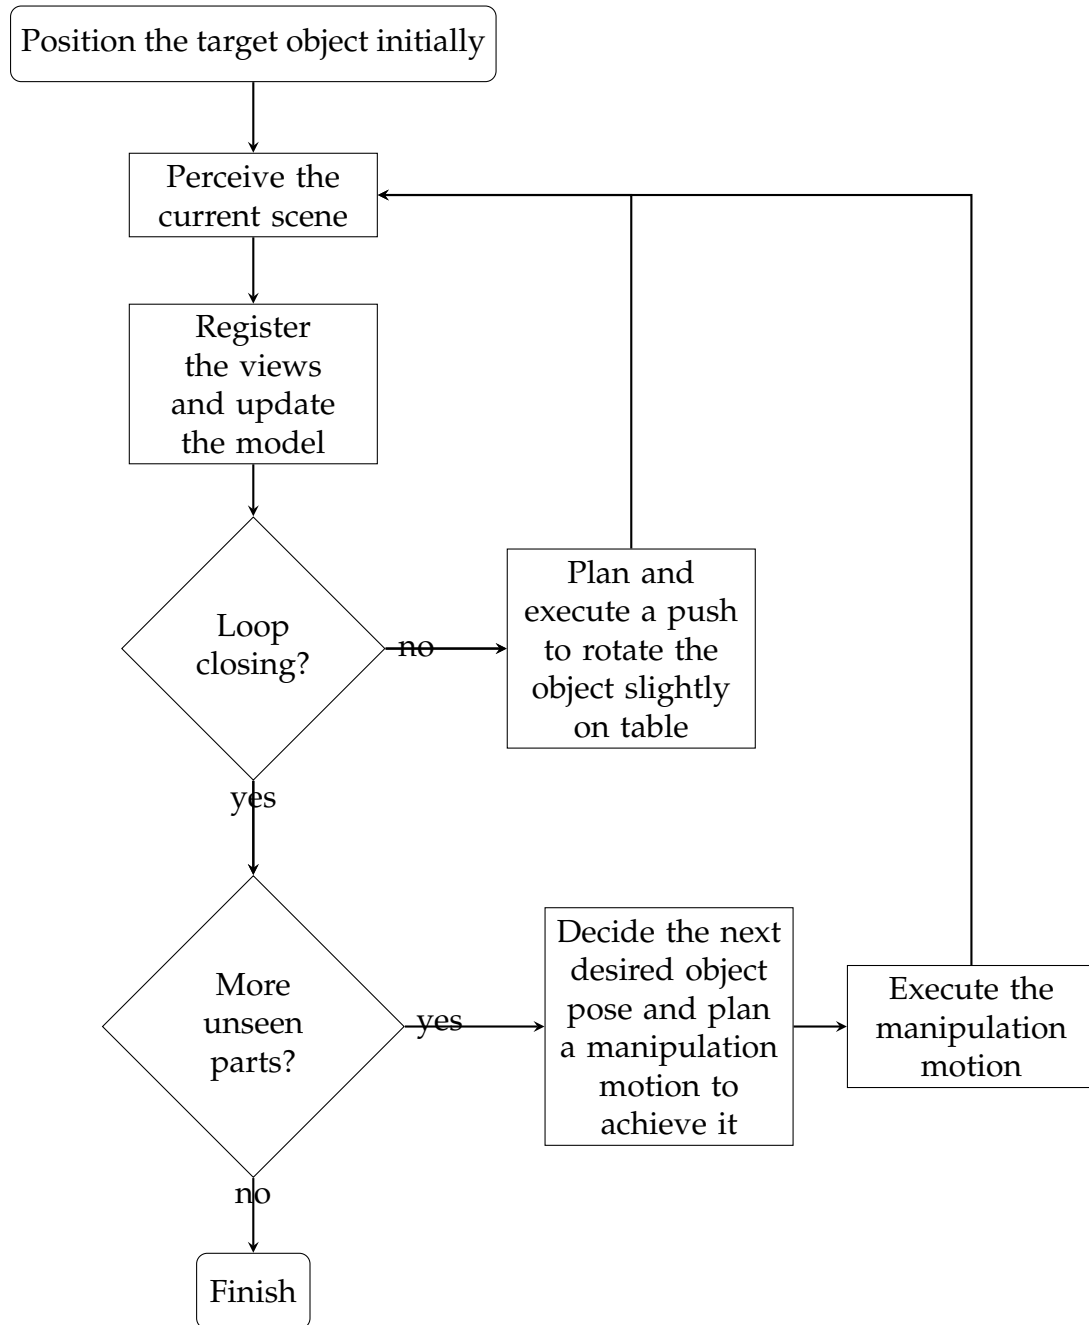 Position the target object initially
Perceive the
current scene
Register
the views
and update
the model
Loop
closing?
no
Plan and
execute a push
to rotate the
object slightly
on table
yes
More
unseen
parts?
yes
Decide the next
desired object
pose and plan
a manipulation
motion to
achieve it
Execute the
manipulation
motion
no
Finish